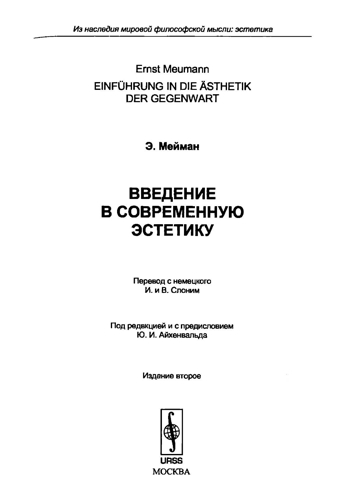 Из наследия мировой философской мысли: эстетика
Ernst Meumann
EINFÜHRUNG IN DIE ÄSTHETIK
DER GEGENWART
Э. Мейман
ВВЕДЕНИЕ
В СОВРЕМЕННУЮ
ЭСТЕТИКУ
Перевод с немецкого
И. и В. Слоним
Под редакцией и с предисловием
Ю. И. Айхенвальда
Издание второе
URSS
МОСКВА